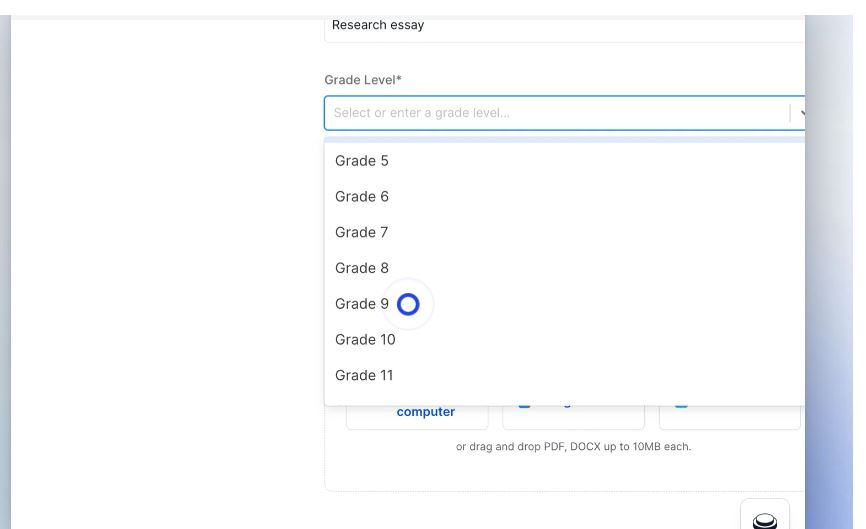 Research essay
Grade Level*
Select or enter a grade level...
Grade 5
Grade 6
Grade 7
Grade 8
Grade 9
Grade 10
Grade 11
computer
or drag and drop PDF, DOCX up to 10MB each.